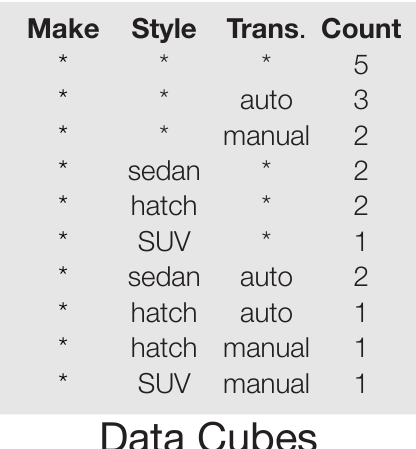 Make Style Trans. Count
* * * 5
* * auto 3
* * manual 2
* sedan * 2
* hatch * 2
* SUV * 1
* sedan auto 2
* hatch auto 1
* hatch manual 1
* SUV manual 1
Data Cubes